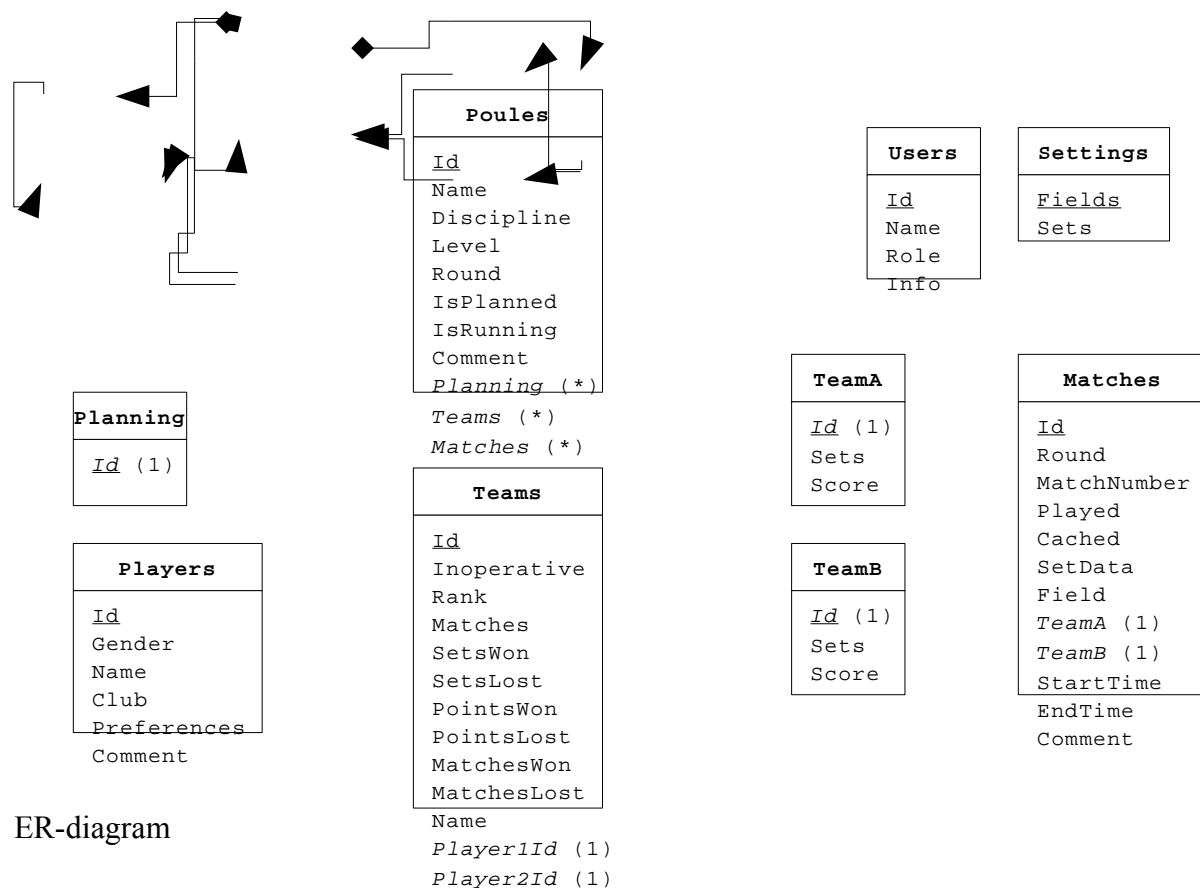 Poules
Id
Name
Discipline
Level
Round
IsPlanned
IsRunning
Comment
Planning (*)
Teams (*)
Matches (*)
Users
Id
Name
Role
Info
Settings
Fields
Sets
Planning
Id (1)
Players
Id
Gender
Name
Club
Preferences
Comment
Teams
Id
Inoperative
Rank
Matches
SetsWon
SetsLost
PointsWon
PointsLost
MatchesWon
MatchesLost
Name
Player1Id (1)
Player2Id (1)
TeamA
Id (1)
Sets
Score
TeamB
Id (1)
Sets
Score
Matches
Id
Round
MatchNumber
Played
Cached
SetData
Field
TeamA (1)
TeamB (1)
StartTime
EndTime
Comment
ER-diagram